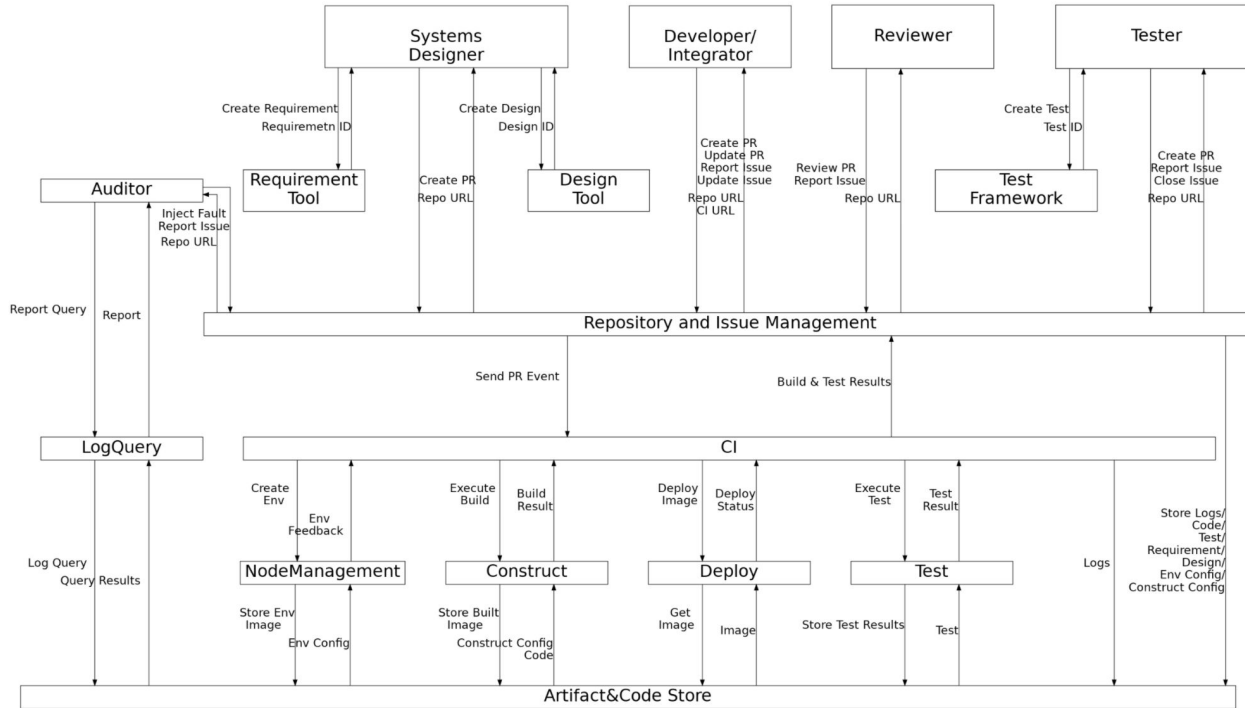 Systems
Designer
Developer/
Integrator
Reviewer
Tester
Create Requirement
Requiremetn ID
Create Design
Design ID
Create Test
Test ID
Create PR
Update PR
Report Issue
Update Issue
Repo URL
CI URL
Review PR
Report Issue
Repo URL
Create PR
Report Issue
Close Issue
Repo URL
Create PR
Repo URL
Requirement
Tool
Design
Tool
Test
Framework
Auditor
Inject Fault
Report Issue
Repo URL
Report Query
Report
Repository and Issue Management
Send PR Event
Build & Test Results
LogQuery
CI
Create
Env
Env
Feedback
Execute
Build
Build
Result
Deploy
Image
Deploy
Status
Execute
Test
Test
Result
Logs
Store Logs/
Code/
Test/
Requirement/
Design/
Env Config/
Construct Config
Log Query
Query Results
NodeManagement
Construct
Deploy
Test
Store Env
Image
Env Config
Store Built
Image
Construct Config
Code
Get
Image
Image
Store Test Results
Test
Artifact&Code Store